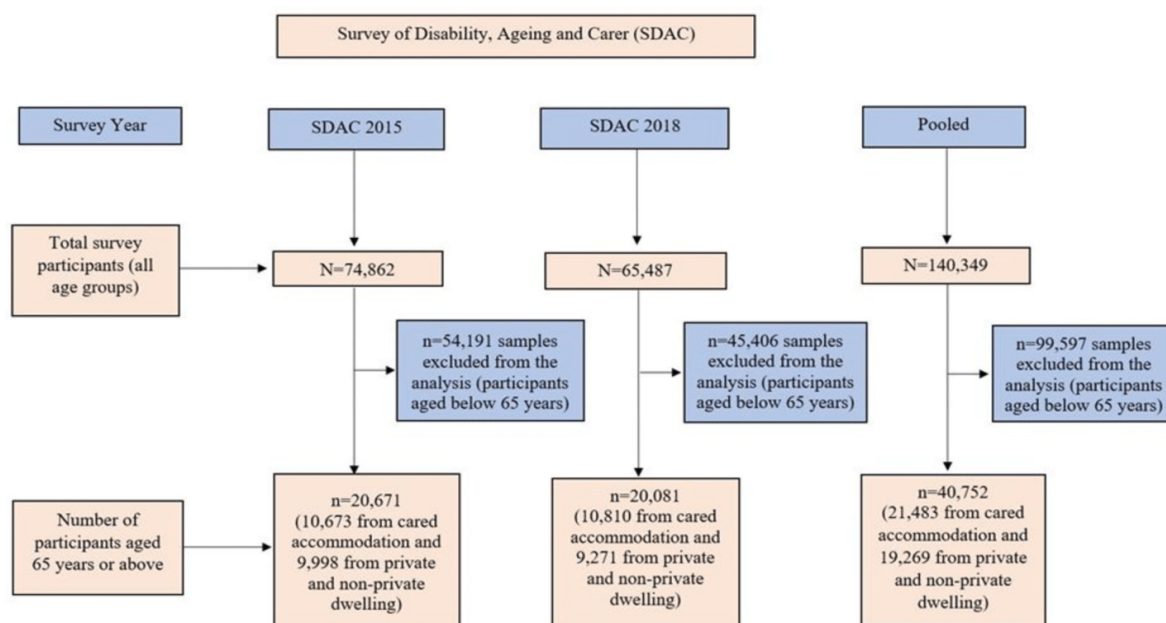 Survey of Disability, Ageing and Carer (SDAC)
Survey Year
SDAC 2015
SDAC 2018
Pooled
Total survey
participants (all
age groups)
N=74,862
N=65,487
N=140,349
n=54,191 samples
excluded from the
analysis (participants
aged below 65 years)
n=45,406 samples
excluded from the
analysis (participants
aged below 65 years)
n=99,597 samples
excluded from the
analysis (participants
aged below 65 years)
Number of
participants aged
65 years or above
n=20,671
(10,673 from cared
accommodation and
9,998 from private
and non-private
dwelling)
n=20,081
(10,810 from cared
accommodation and
9,271 from private
and non-private
dwelling)
n=40,752
(21,483 from cared
accommodation and
19,269 from private
and non-private
dwelling)